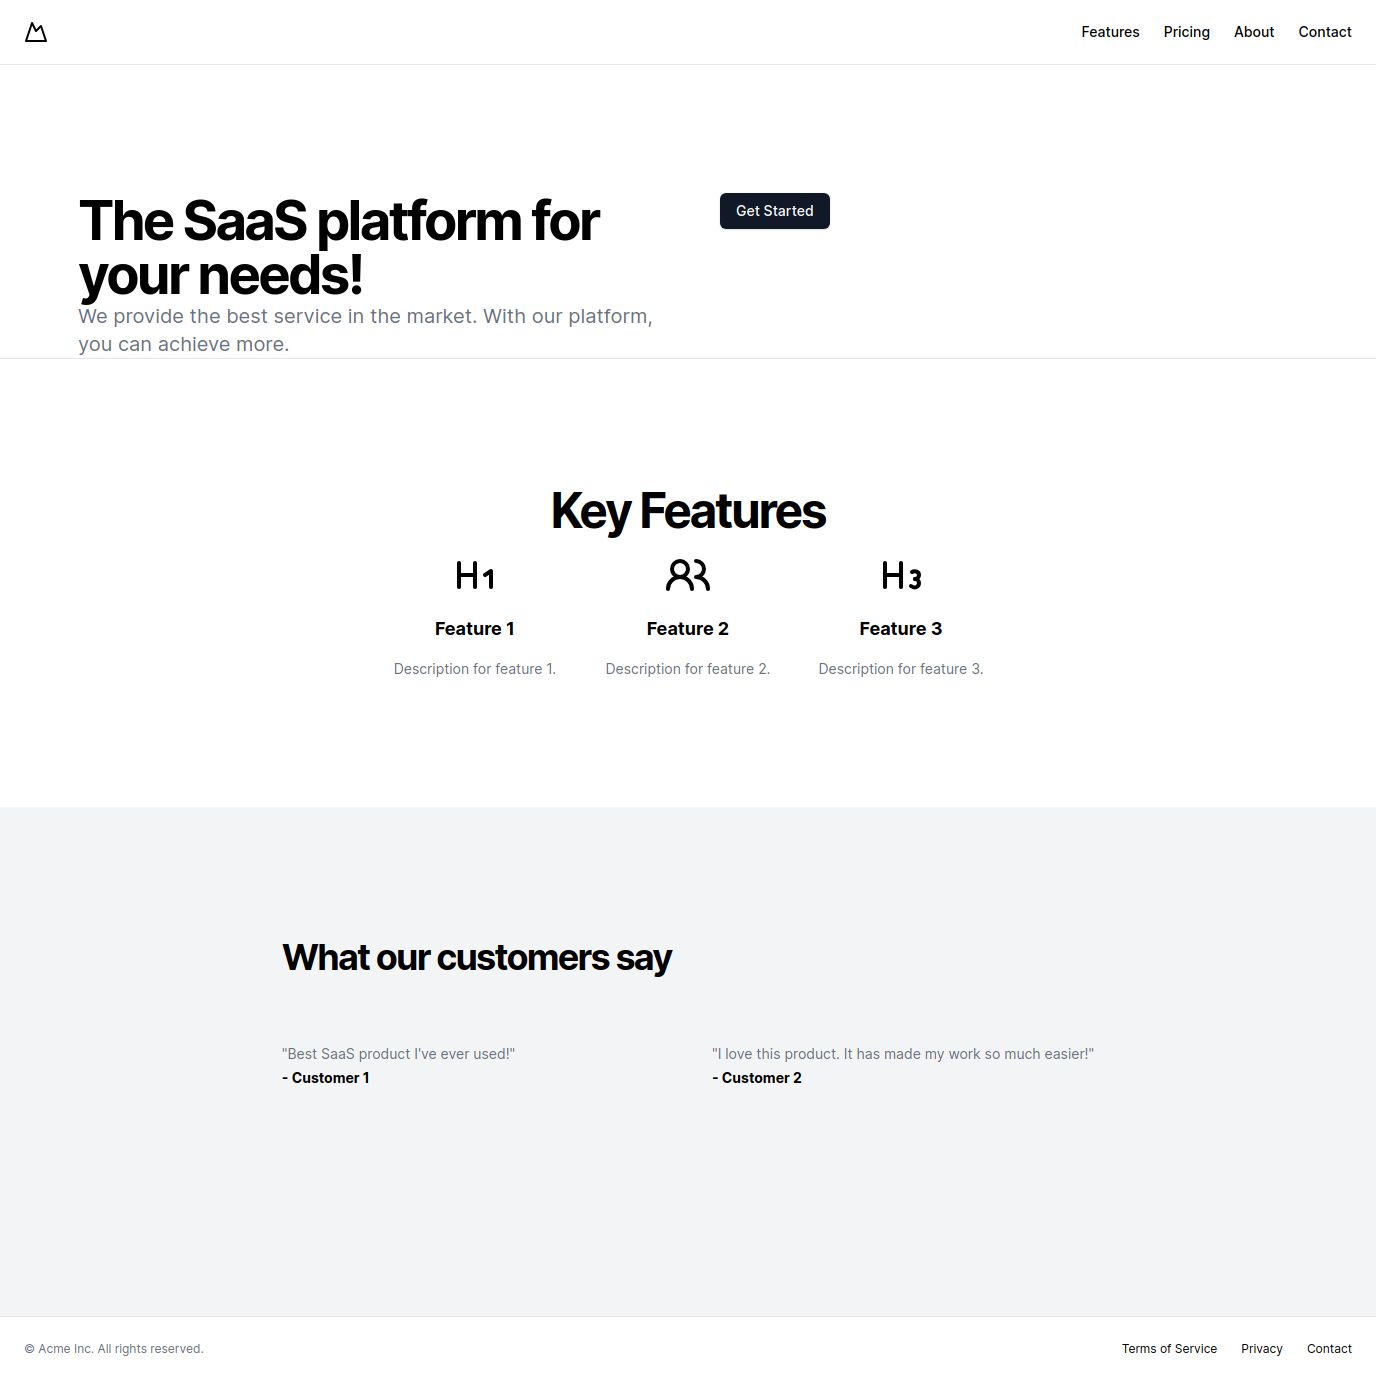 Features
Pricing
About
Contact
The SaaS platform for
your needs!
We provide the best service in the market. With our platform,
you can achieve more.
Get Started
Key Features
H1
Feature 1
Description for feature 1.
Feature 2
Description for feature 2.
H3
Feature 3
Description for feature 3.
What our customers say
"Best SaaS product I've ever used!"
- Customer 1
"I love this product. It has made my work so much easier!"
- Customer 2
© Acme Inc. All rights reserved.
Terms of Service
Privacy
Contact